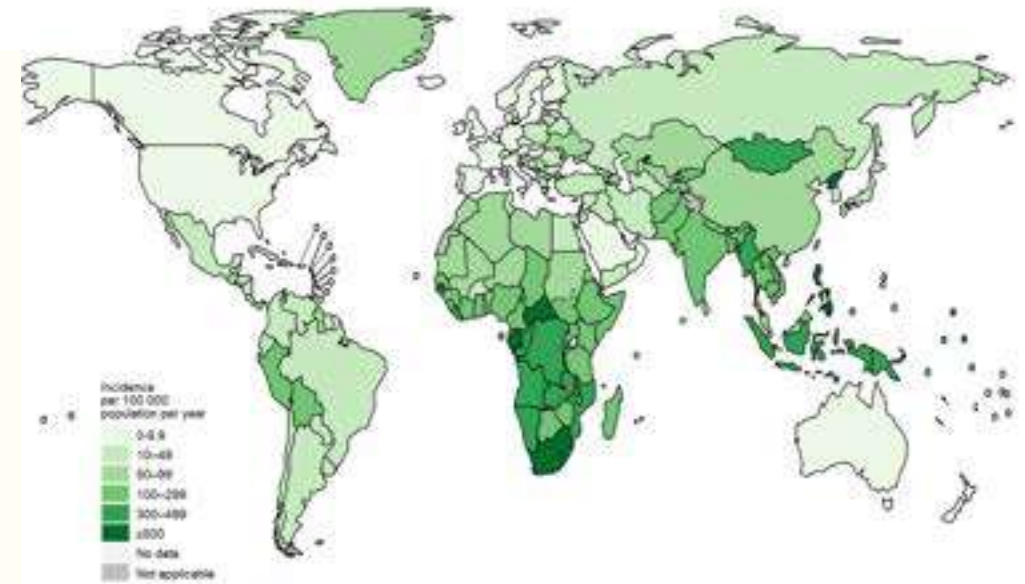 Incidence
per 100 000
population per year
0-9.9
10–49
50–99
100–299
300–499
≥500
No data
Not applicable